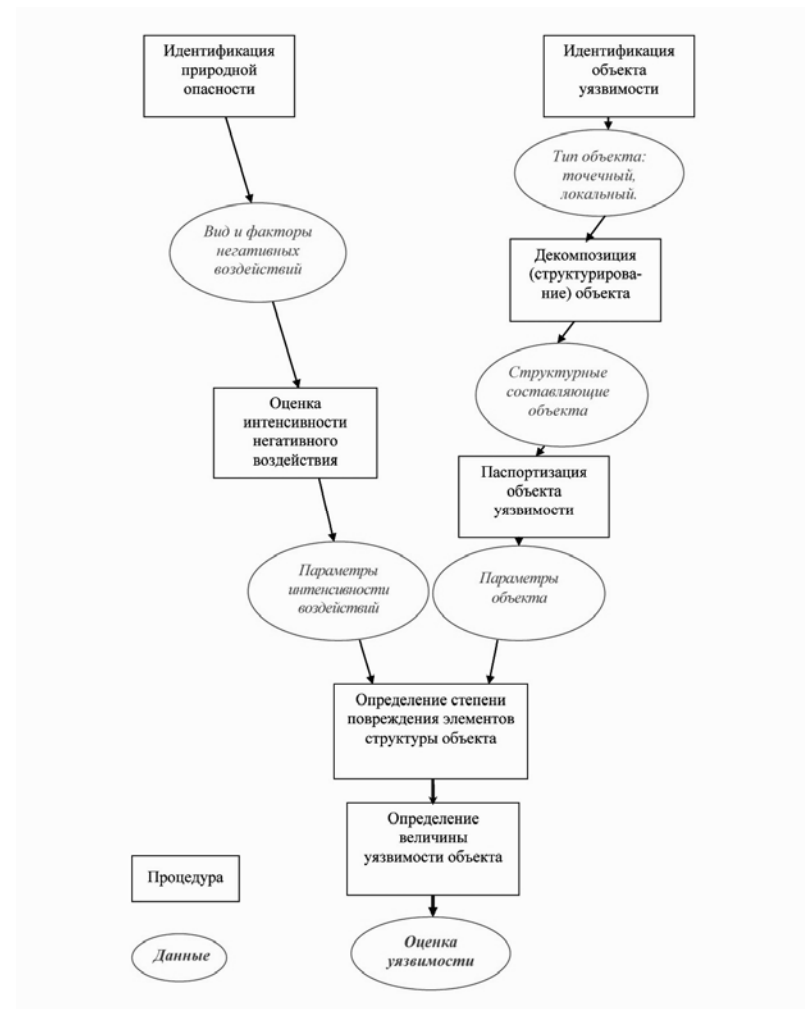 Идентификация
природной
опасности
Идентификация
объекта
уязвимости
Тип объекта:
точечный,
локальный.
Вид и факторы
негативных
воздействий
Декомпозиция
(структурирова-
ние) объекта
Структурные
составляющие
объекта
Оценка
интенсивности
негативного
воздействия
Паспортизация
объекта
уязвимости
Параметры
интенсивности
воздействий
Параметры
объекта
Определение степени
повреждения элементов
структуры объекта
Определение
величины
уязвимости объекта
Процедура
Данные
Оценка
уязвимости